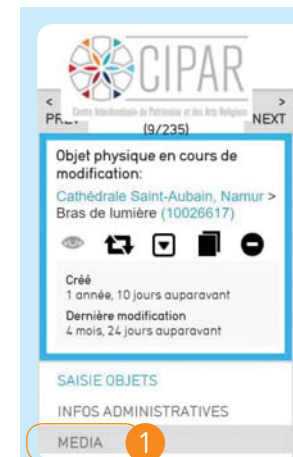 CIPAR
Centre Interdiocésain du Patrimoine et des Arts Religieux
< >
PREV (9/235) NEXT
Objet physique en cours de
modification:
Cathédrale Saint-Aubain, Namur >
Bras de lumière (10026617)
Créé
1 année, 10 jours auparavant
Dernière modification
4 mois, 24 jours auparavant
SAISIE OBJETS
INFOS ADMINISTRATIVES
MEDIA 1